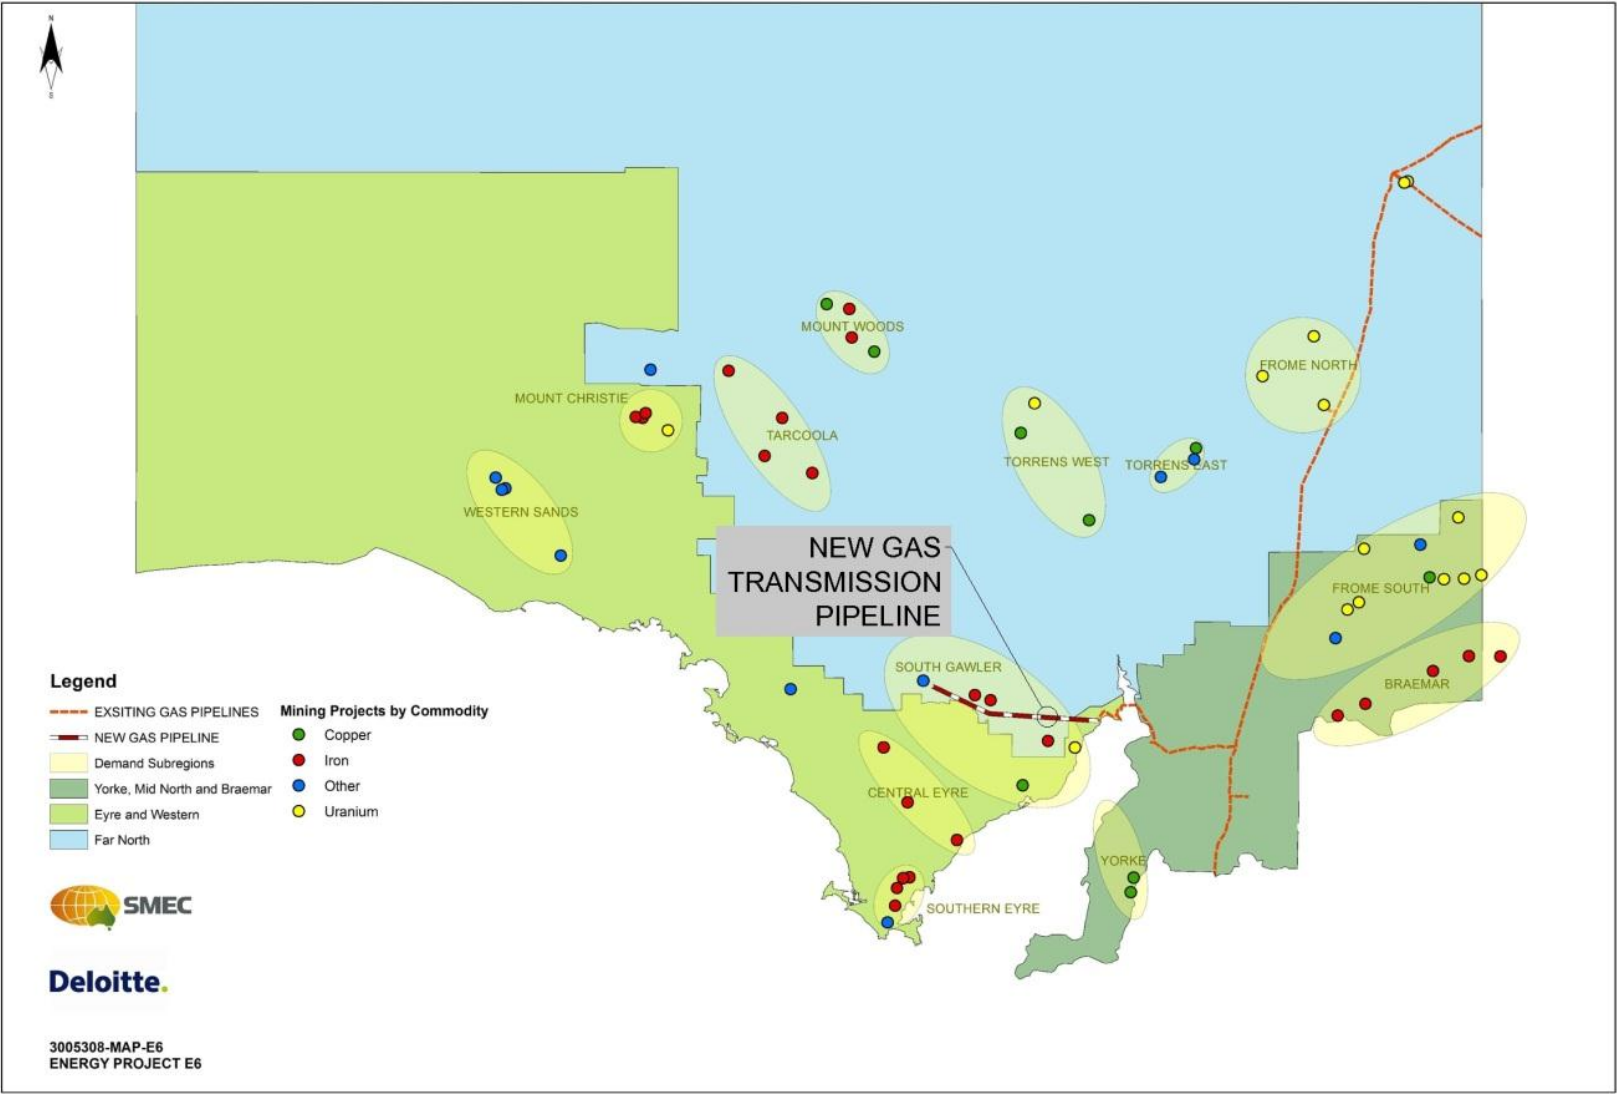 N
S
MOUNT WOODS
FROME NORTH
MOUNT CHRISTIE
TARCOOLA
TORRENS WEST
TORRENS EAST
WESTERN SANDS
NEW GAS
TRANSMISSION
PIPELINE
FROME SOUTH
SOUTH GAWLER
BRAEMAR
CENTRAL EYRE
YORKE
SOUTHERN EYRE
Legend
EXSITING GAS PIPELINES
NEW GAS PIPELINE
Demand Subregions
Yorke, Mid North and Braemar
Eyre and Western
Far North
Mining Projects by Commodity
Copper
Iron
Other
Uranium
SMEC
Deloitte.
3005308-MAP-E6
ENERGY PROJECT E6